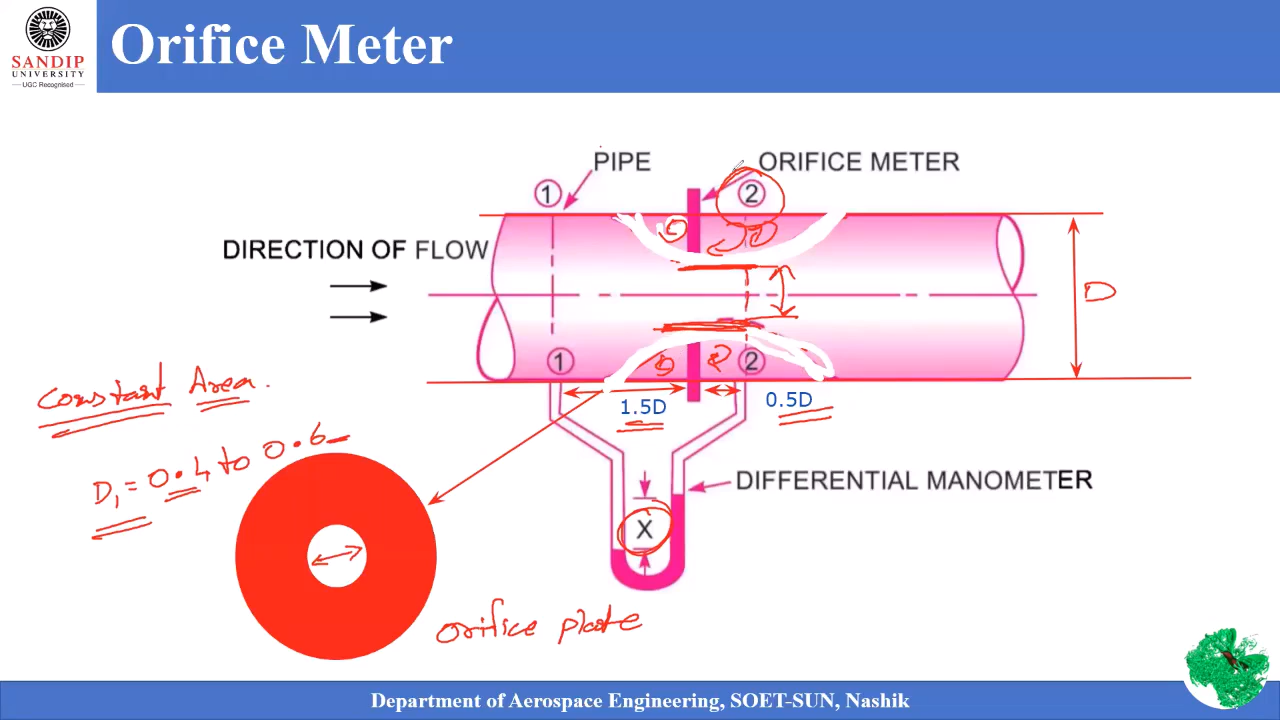 SANDIP
UNIVERSITY
UGC Recognised
Orifice Meter
PIPE
ORIFICE METER
1
2
DIRECTION OF FLOW
D
1
2
1.5D
0.5D
Constant Area.
D₁ = 0.4 to 0.6
DIFFERENTIAL MANOMETER
X
Orifice plate
Department of Aerospace Engineering, SOET-SUN, Nashik